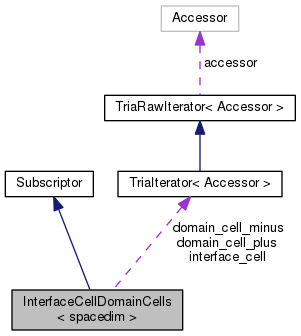 Accessor
accessor
TriaRawIterator< Accessor >
Subscriptor
TriaIterator< Accessor >
domain_cell_minus
domain_cell_plus
interface_cell
InterfaceCellDomainCells
< spacedim >